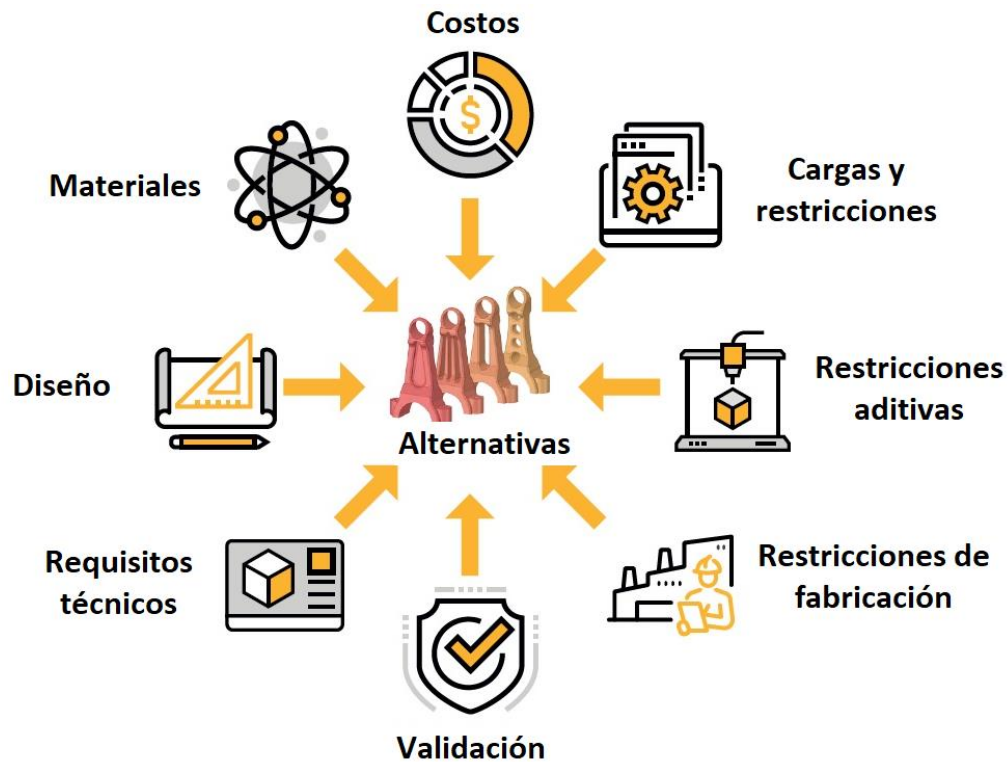 Costos
Materiales
Cargas y
restricciones
Diseño
Restricciones
aditivas
Alternativas
Requisitos
técnicos
Restricciones de
fabricación
Validación
$